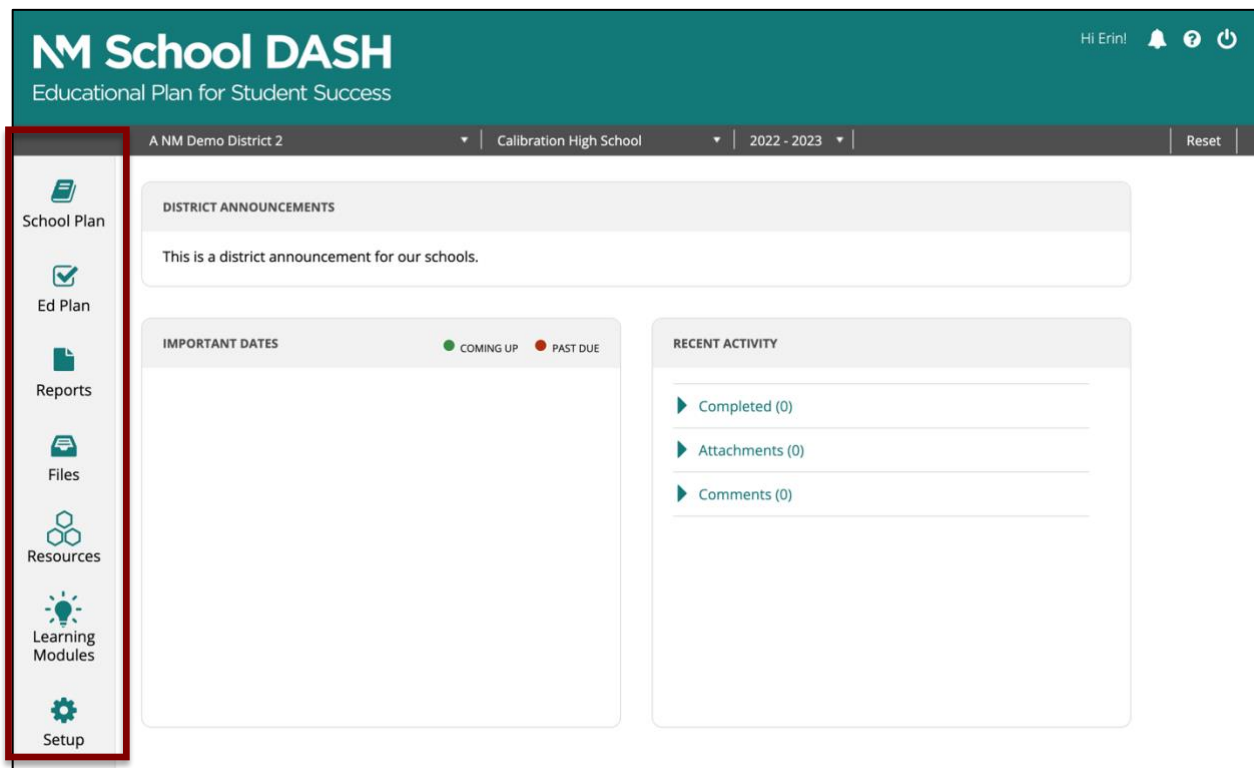 NM School DASH
Educational Plan for Student Success
Hi Erin!
A NM Demo District 2
Calibration High School
2022 - 2023
Reset
School Plan
Ed Plan
Reports
Files
Resources
Learning
Modules
Setup
DISTRICT ANNOUNCEMENTS
This is a district announcement for our schools.
IMPORTANT DATES
COMING UP
PAST DUE
RECENT ACTIVITY
Completed (0)
Attachments (0)
Comments (0)